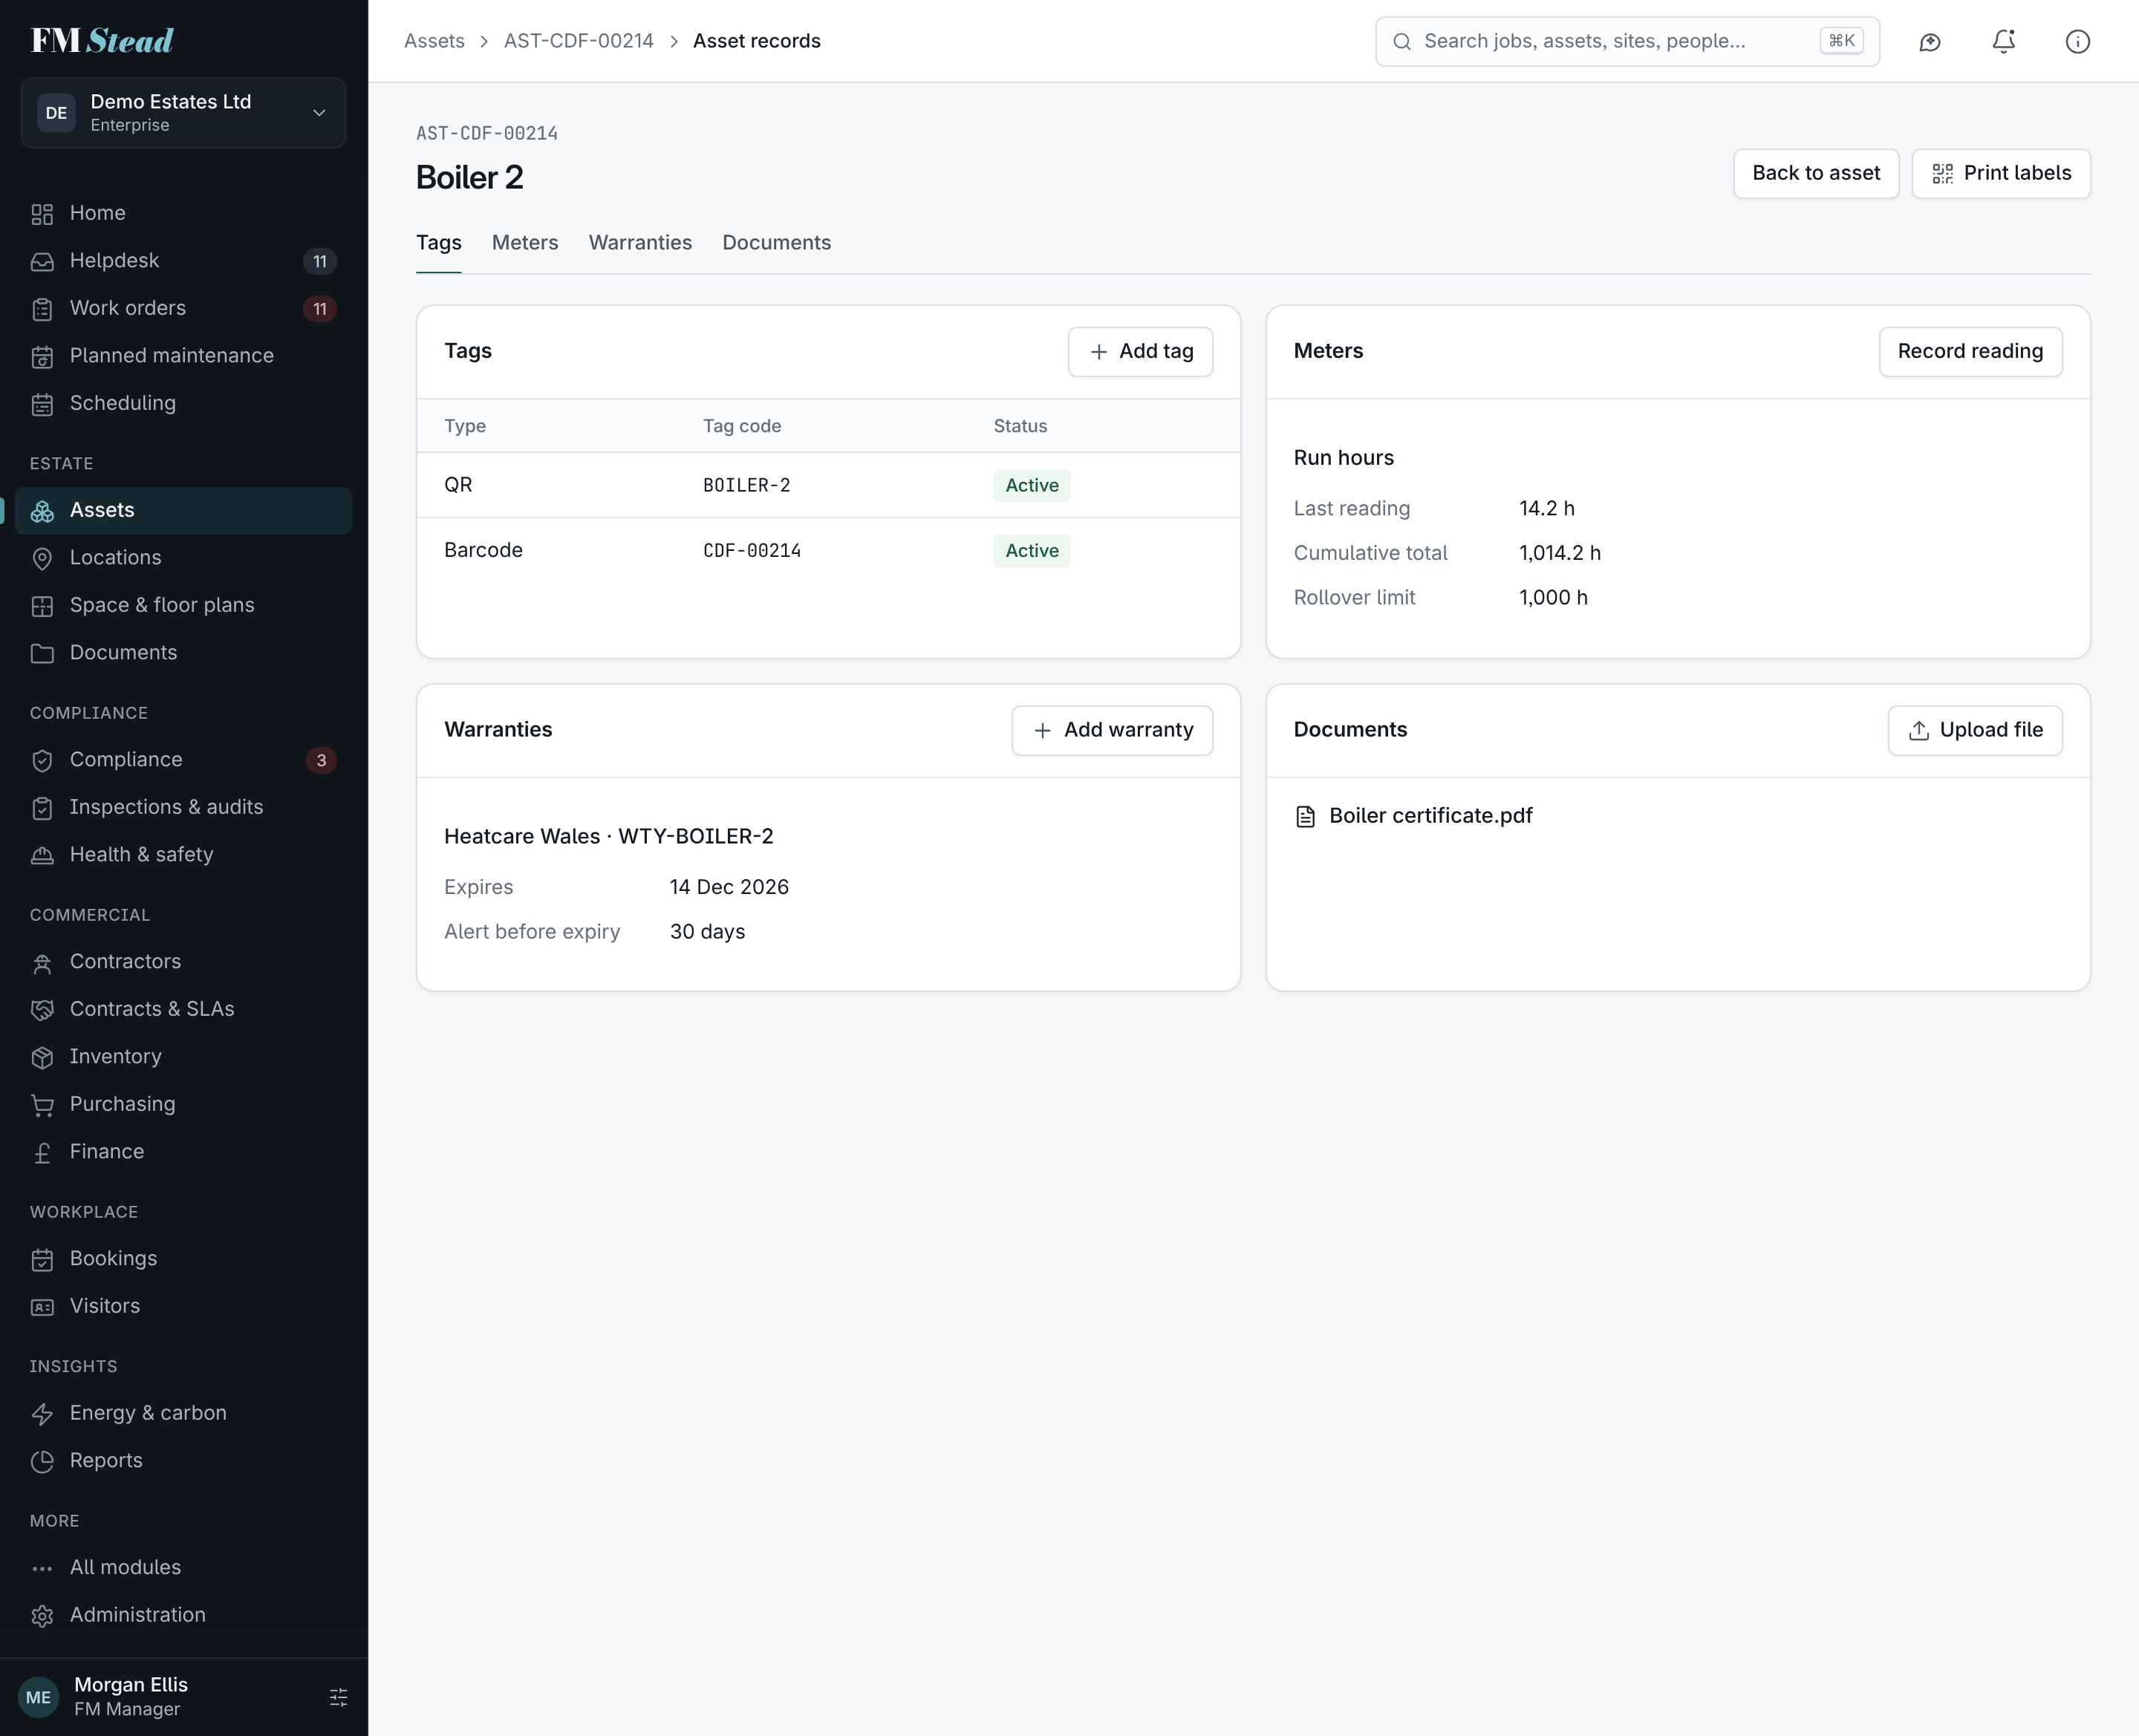 FM Stead
DE
Demo Estates Ltd
Enterprise
Home
Helpdesk 11
Work orders 11
Planned maintenance
Scheduling
ESTATE
Assets
Locations
Space & floor plans
Documents
COMPLIANCE
Compliance 3
Inspections & audits
Health & safety
COMMERCIAL
Contractors
Contracts & SLAs
Inventory
Purchasing
Finance
WORKPLACE
Bookings
Visitors
INSIGHTS
Energy & carbon
Reports
MORE
All modules
Administration
ME
Morgan Ellis
FM Manager
Assets > AST-CDF-00214 > Asset records
Search jobs, assets, sites, people... ⌘K
AST-CDF-00214
Boiler 2
Back to asset
Print labels
Tags Meters Warranties Documents
Tags
+ Add tag
Type Tag code Status
QR BOILER-2 Active
Barcode CDF-00214 Active
Meters
Record reading
Run hours
Last reading 14.2 h
Cumulative total 1,014.2 h
Rollover limit 1,000 h
Warranties
+ Add warranty
Heatcare Wales · WTY-BOILER-2
Expires 14 Dec 2026
Alert before expiry 30 days
Documents
Upload file
Boiler certificate.pdf